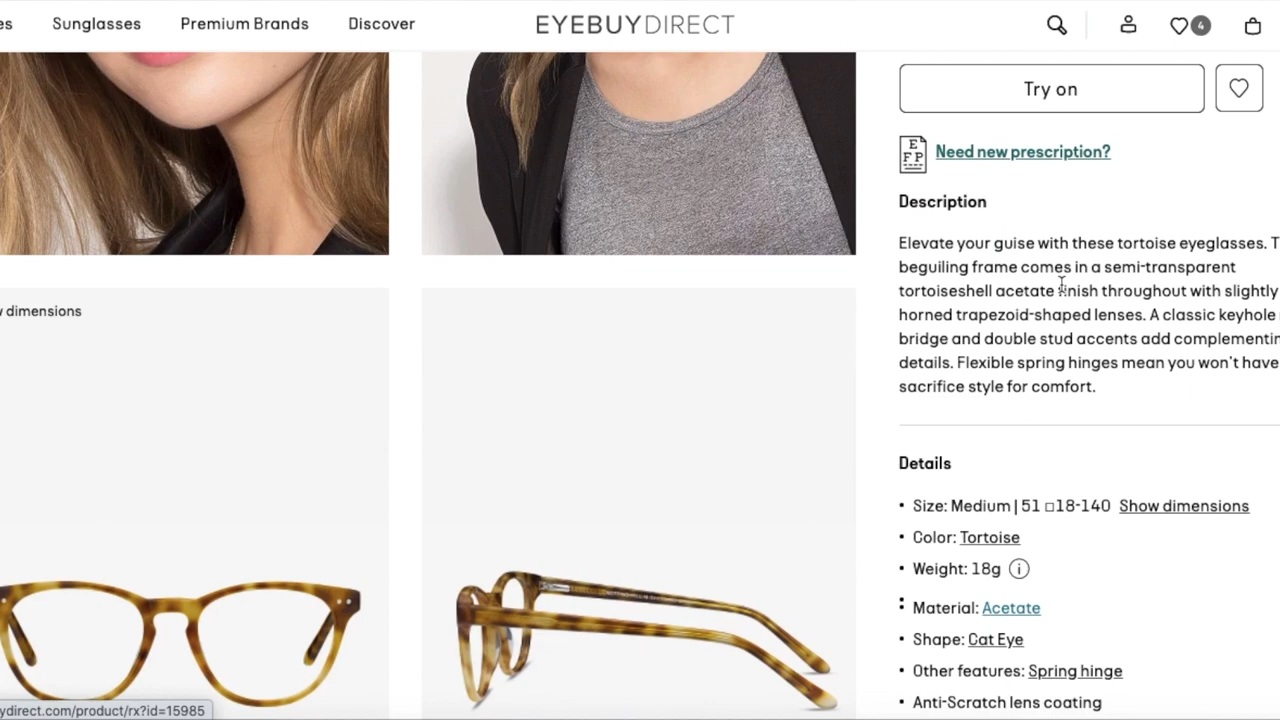 es Sunglasses Premium Brands Discover EYEBUYDIRECT 4
Try on
Need new prescription?
E
F P
Description
Elevate your guise with these tortoise eyeglasses. T
beguiling frame comes in a semi-transparent
tortoiseshell acetate finish throughout with slightly
horned trapezoid-shaped lenses. A classic keyhole
bridge and double stud accents add complementin
details. Flexible spring hinges mean you won't have
sacrifice style for comfort.
w dimensions
Details
• Size: Medium | 51 □18-140 Show dimensions
• Color: Tortoise
• Weight: 18g i
• Material: Acetate
• Shape: Cat Eye
• Other features: Spring hinge
• Anti-Scratch lens coating
ydirect.com/product/rx?id=15985